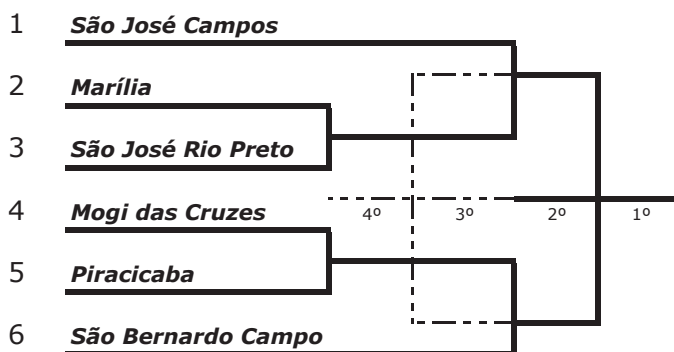 1 São José Campos
2 Marília
3 São José Rio Preto
4 Mogi das Cruzes
4º 3º 2º 1º
5 Piracicaba
6 São Bernardo Campo